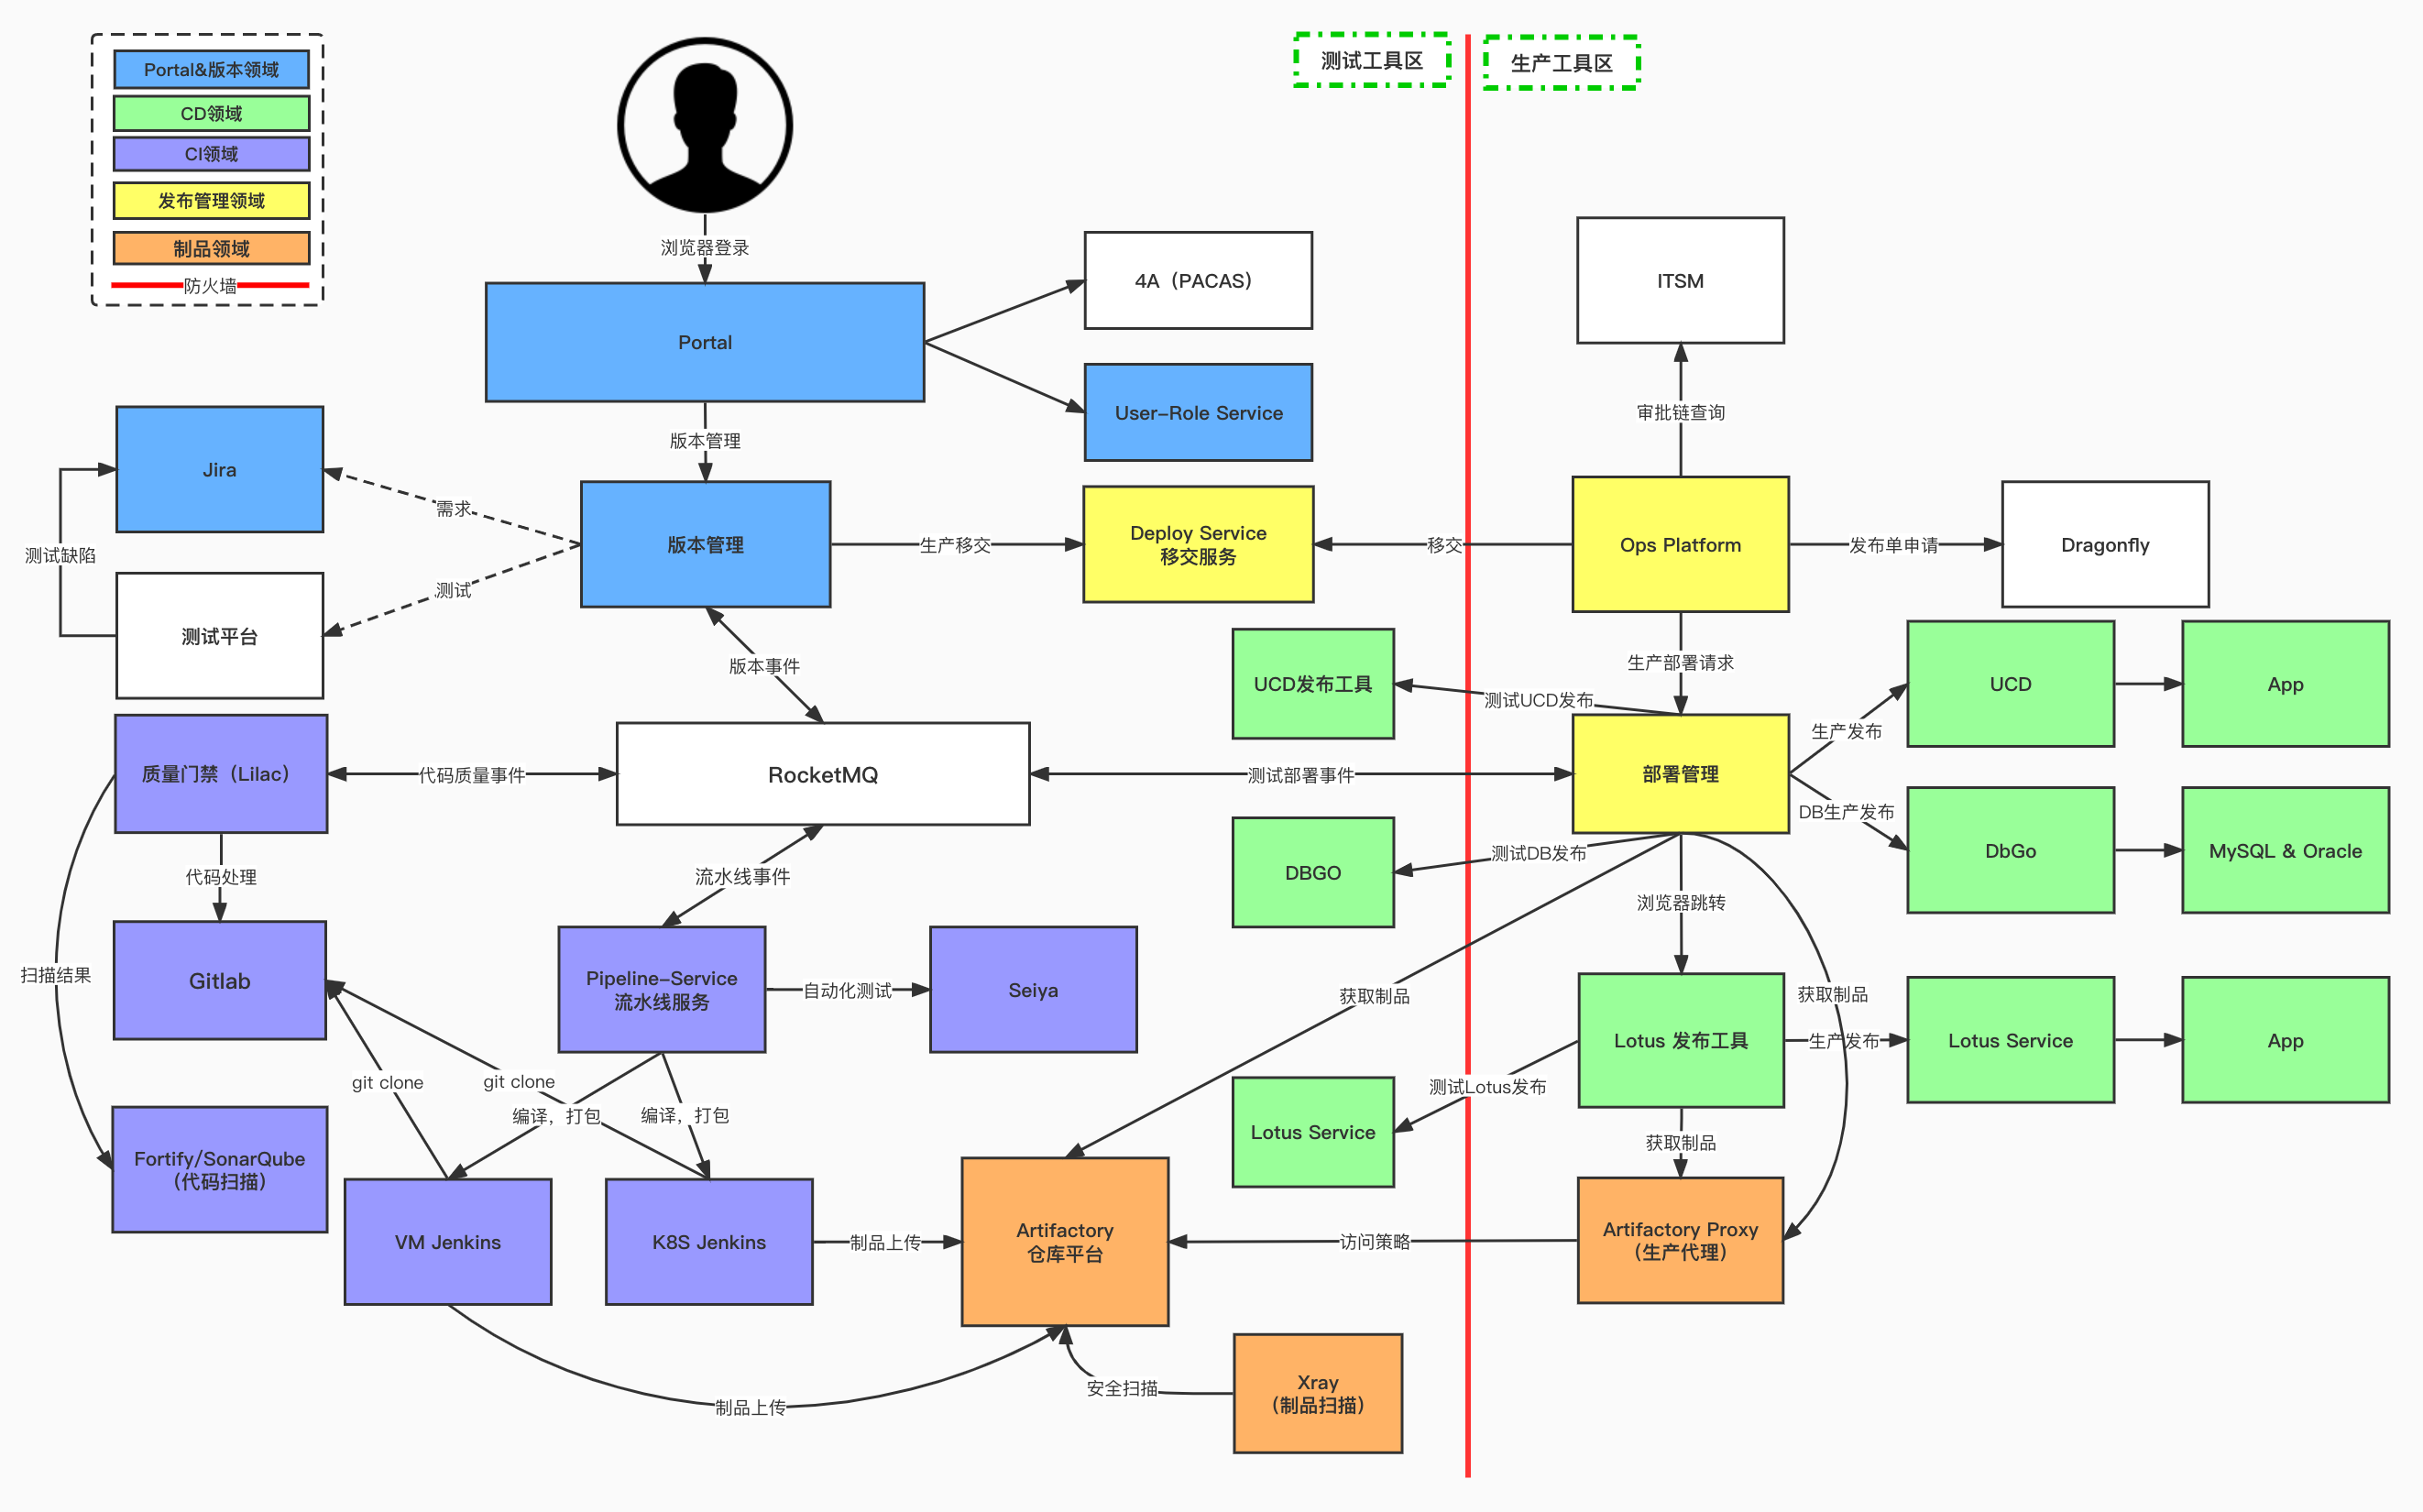 Portal&版本领域
CD领域
CI领域
发布管理领域
制品领域
防火墙
测试工具区
生产工具区
浏览器登录
Portal
4A（PACAS）
User-Role Service
ITSM
审批链查询
版本管理
Jira
需求
测试缺陷
测试
测试平台
版本管理
生产移交
Deploy Service
移交服务
移交
Ops Platform
发布单申请
Dragonfly
版本事件
生产部署请求
UCD发布工具
测试UCD发布
生产发布
UCD
App
质量门禁（Lilac）
代码质量事件
RocketMQ
测试部署事件
部署管理
DB生产发布
DBGO
测试DB发布
DbGo
MySQL & Oracle
代码处理
流水线事件
浏览器跳转
扫描结果
Gitlab
Pipeline-Service
流水线服务
自动化测试
Seiya
获取制品
获取制品
Lotus 发布工具
生产发布
Lotus Service
App
git clone
git clone
编译，打包
编译，打包
测试Lotus发布
Lotus Service
获取制品
Fortify/SonarQube
（代码扫描）
VM Jenkins
K8S Jenkins
制品上传
Artifactory
仓库平台
访问策略
Artifactory Proxy
（生产代理）
制品上传
安全扫描
Xray
（制品扫描）